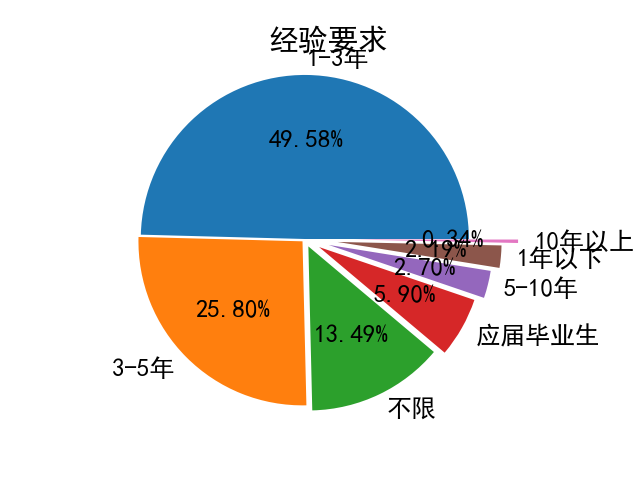 经验要求
1-3年
49.58%
0.34%
10年以上
2.19%
1年以下
2.70%
5-10年
5.90%
25.80%
13.49%
应届毕业生
3-5年
不限